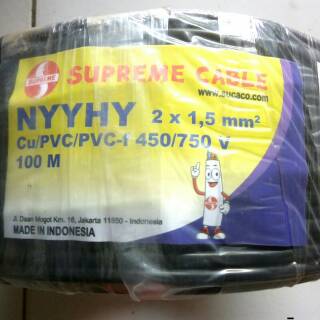 SUPREME
SUPREME CABLE
www.sucaco.com
NYYHY 2 x 1,5 mm²
Cu/PVC/PVC-f 450/750 V
100 M
Jl. Daan Mogot Km. 16, Jakarta 11850 - Indonesia
MADE IN INDONESIA